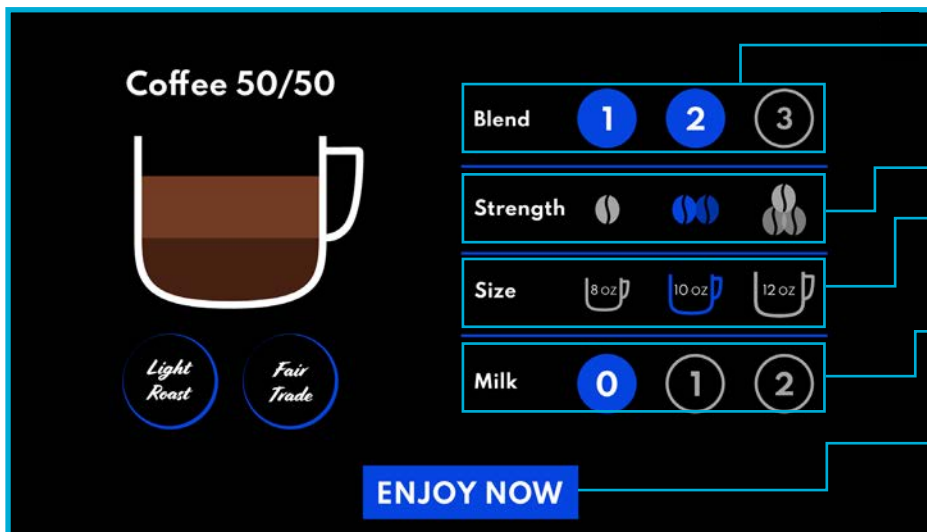 Coffee 50/50
Light
Roast
Fair
Trade
Blend 1 2 3
Strength
Size 8 oz 10 oz 12 oz
Milk 0 1 2
ENJOY NOW